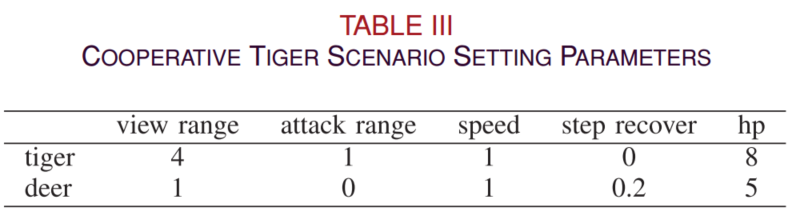 TABLE III
COOPERATIVE TIGER SCENARIO SETTING PARAMETERS
view range attack range speed step recover hp
tiger 4 1 1 0 8
deer 1 0 1 0.2 5